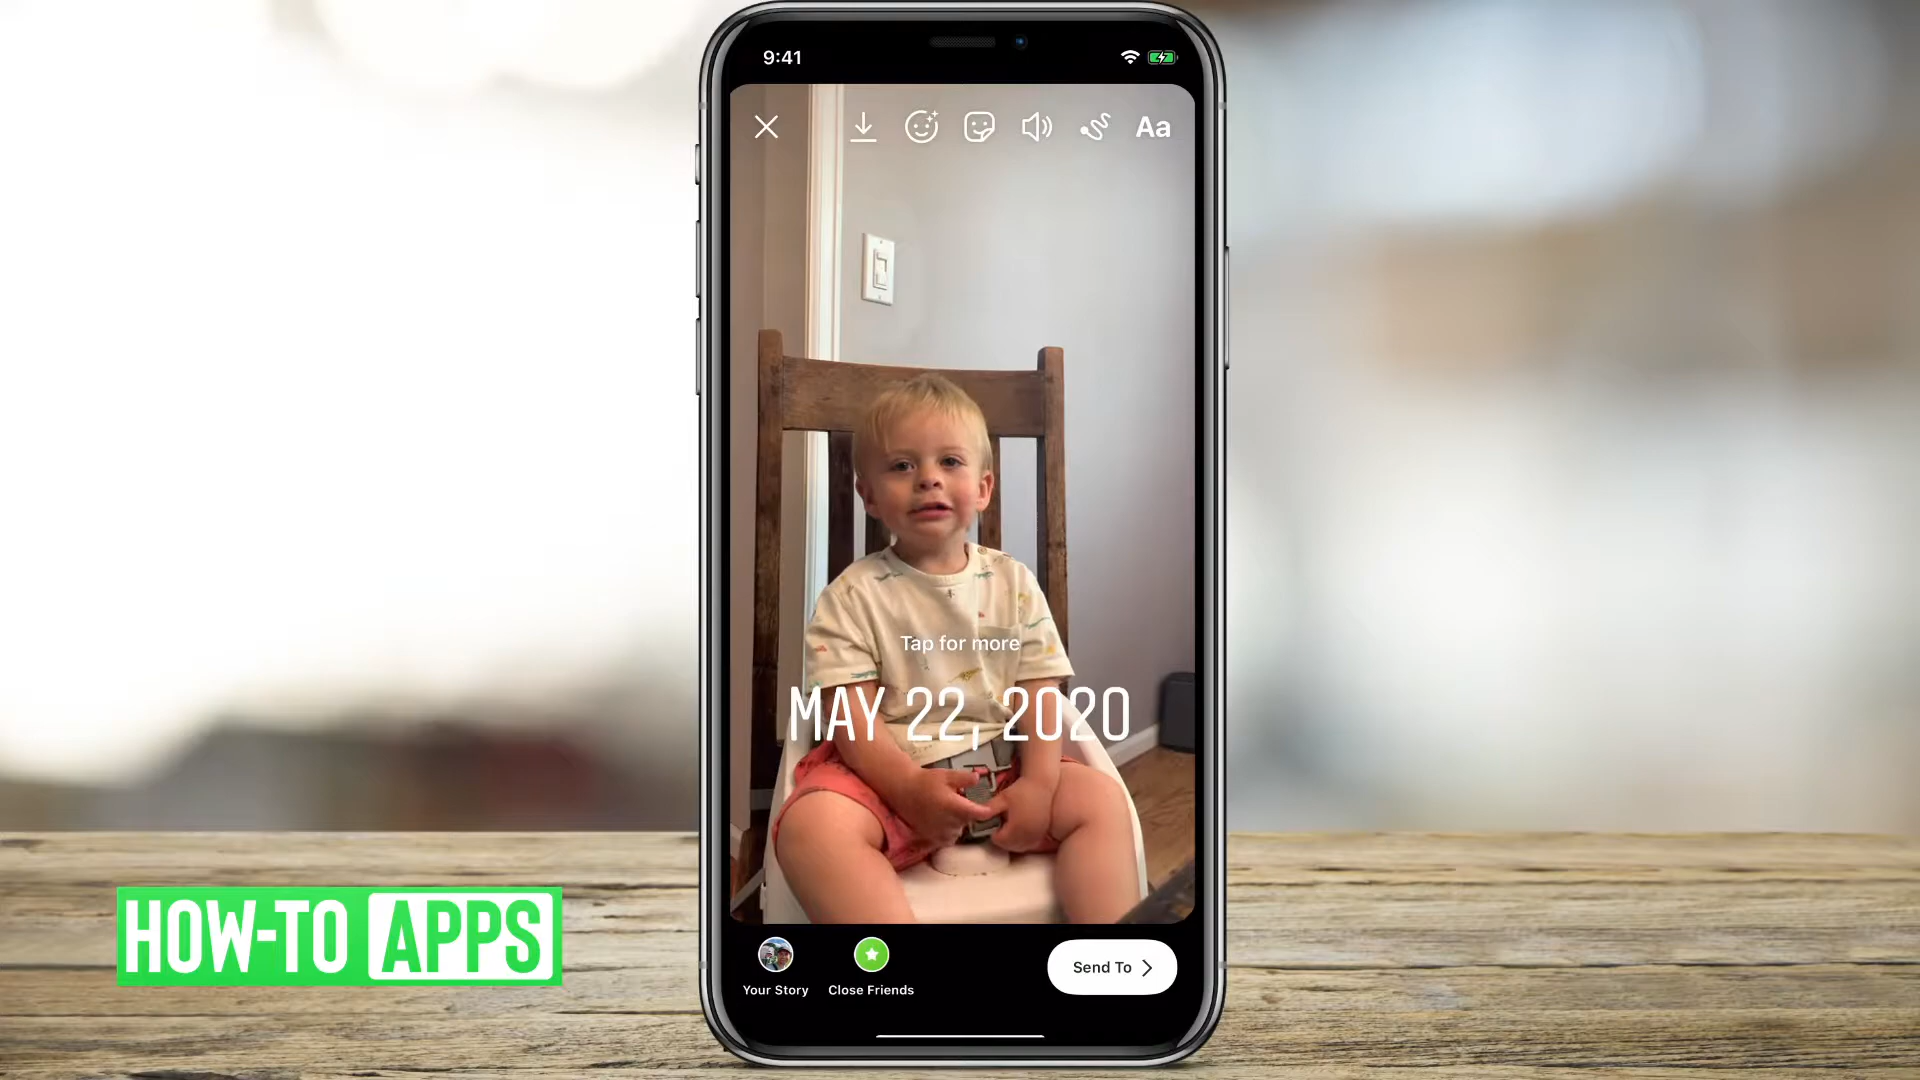 9:41
Aa
Tap for more
MAY 22, 2020
Your Story
Close Friends
Send To
HOW-TO APPS